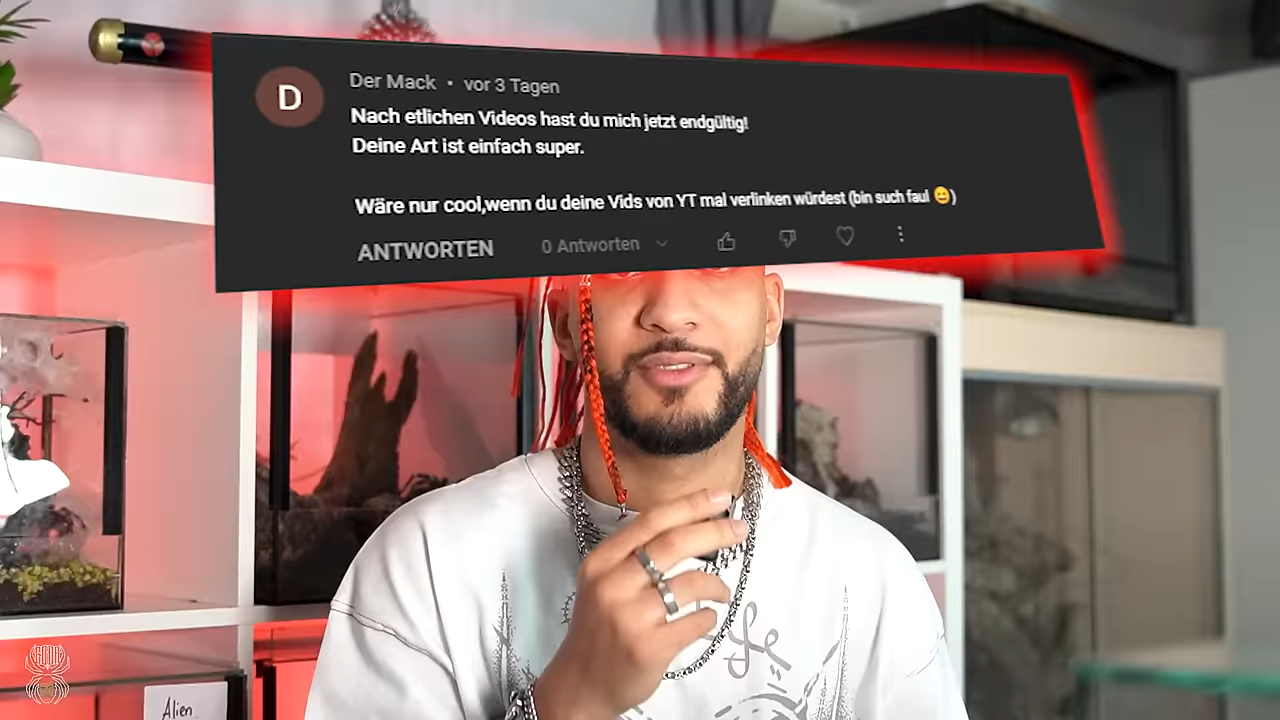 D
Der Mack • vor 3 Tagen
Nach etlichen Videos hast du mich jetzt endgültig!
Deine Art ist einfach super.
Wäre nur cool,wenn du deine Vids von YT mal verlinken würdest (bin such faul 😄)
ANTWORTEN 0 Antworten
Alien